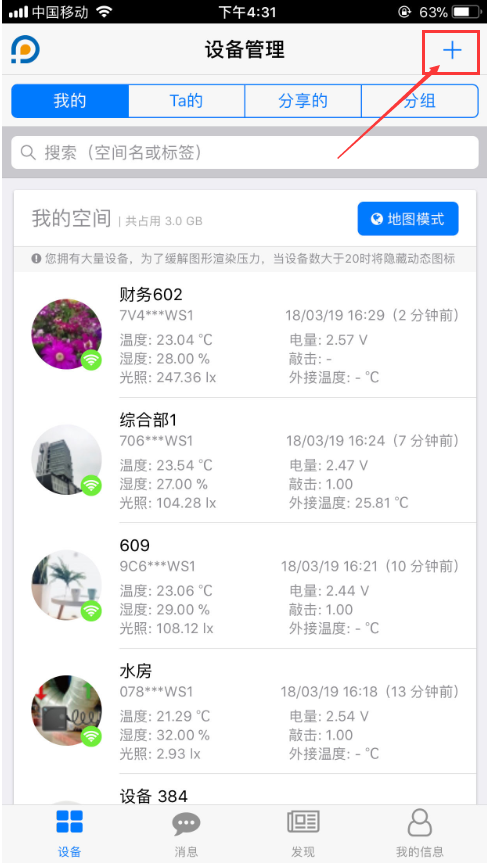 中国移动 下午4:31 63%
设备管理
我的 Ta的 分享的 分组
搜索（空间名或标签）
我的空间 | 共占用 3.0 GB 地图模式
您拥有大量设备，为了缓解图形渲染压力，当设备数大于20时将隐藏动态图标
财务602
7V4***WS1 18/03/19 16:29（2 分钟前）
温度: 23.04 ℃ 电量: 2.57 V
湿度: 28.00 % 敲击: -
光照: 247.36 lx 外接温度: - ℃
综合部1
706***WS1 18/03/19 16:24（7 分钟前）
温度: 23.54 ℃ 电量: 2.47 V
湿度: 27.00 % 敲击: 1.00
光照: 104.28 lx 外接温度: 25.81 ℃
609
9C6***WS1 18/03/19 16:21（10 分钟前）
温度: 23.06 ℃ 电量: 2.44 V
湿度: 29.00 % 敲击: 1.00
光照: 108.12 lx 外接温度: - ℃
水房
078***WS1 18/03/19 16:18（13 分钟前）
温度: 21.29 ℃ 电量: 2.54 V
湿度: 32.00 % 敲击: 1.00
光照: 2.93 lx 外接温度: - ℃
设备 384
设备 消息 发现 我的信息